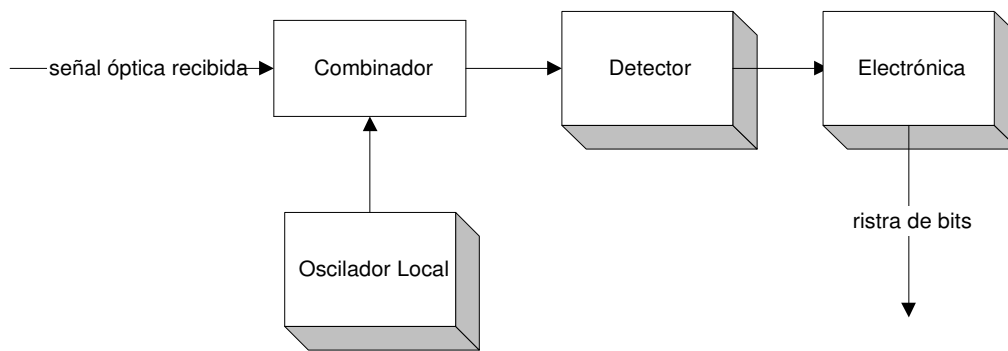 señal óptica recibida
Combinador
Detector
Electrónica
Oscilador Local
ristra de bits